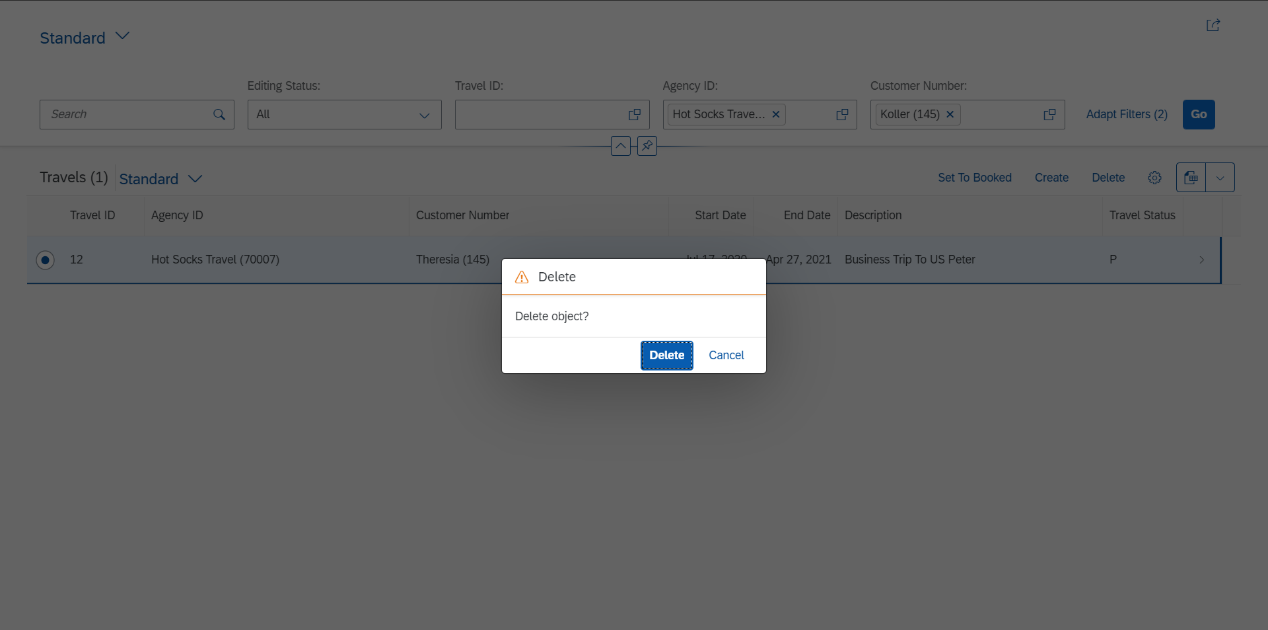 Standard
Editing Status:
Travel ID:
Agency ID:
Customer Number:
Search
All
Hot Socks Trave...
Koller (145)
Adapt Filters (2)
Go
Travels (1)
Standard
Set To Booked
Create
Delete
Travel ID
Agency ID
Customer Number
Start Date
End Date
Description
Travel Status
12
Hot Socks Travel (70007)
Theresia (145)
Apr 27, 2021
Business Trip To US Peter
P
Delete
Delete object?
Delete
Cancel